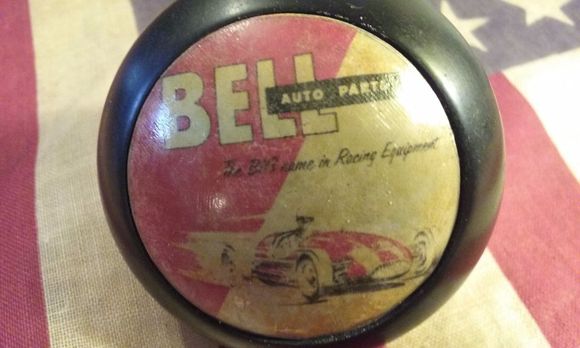 BELL
AUTO PARTS
The BIG name in Racing Equipment